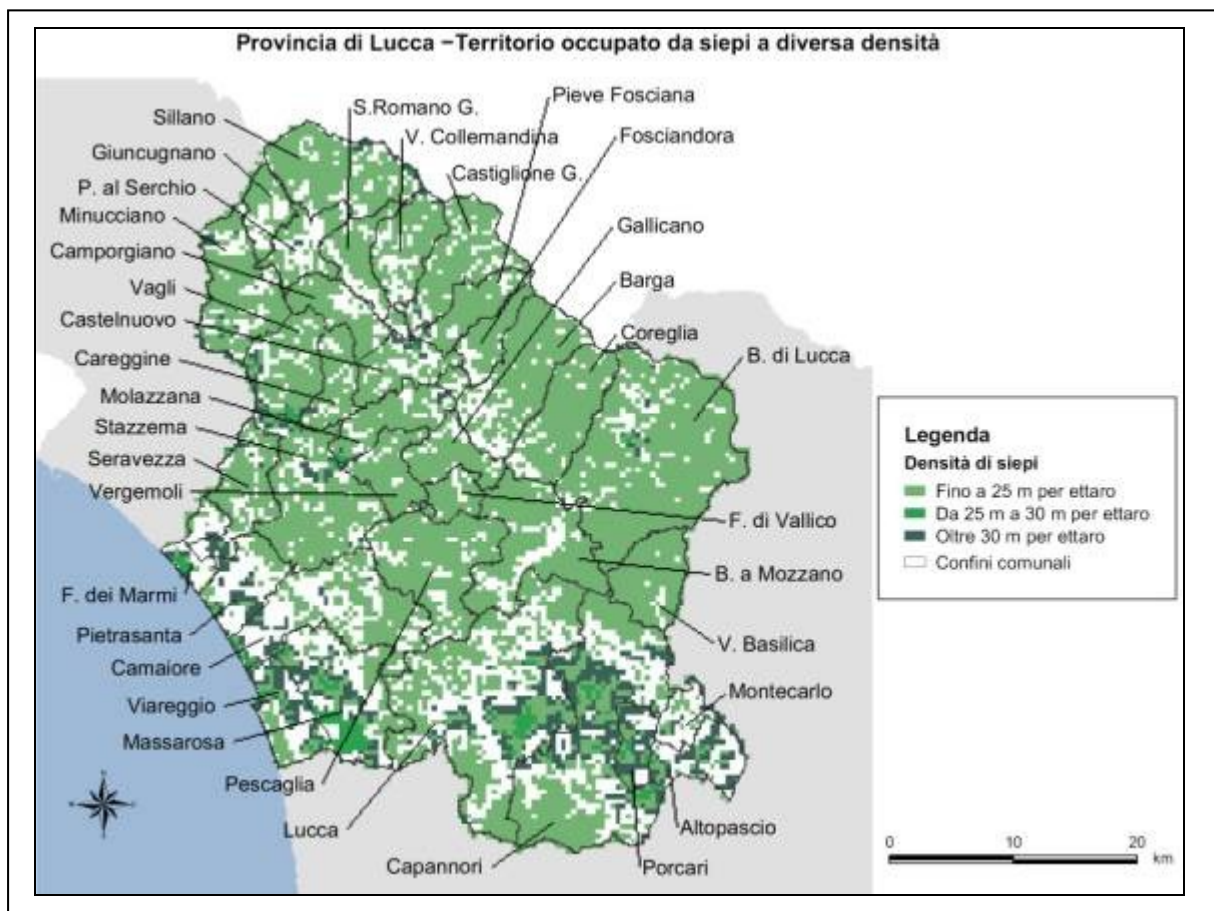 Provincia di Lucca −Territorio occupato da siepi a diversa densità
Pieve Fosciana
S.Romano G.
Sillano
Fosciandora
V. Collemandina
Giuncugnano
Castiglione G.
P. al Serchio
Minucciano
Gallicano
Camporgiano
Barga
Vagli
Castelnuovo
Coreglia
B. di Lucca
Careggine
Molazzana
Stazzema
Seravezza
Vergemoli
F. di Vallico
B. a Mozzano
F. dei Marmi
Pietrasanta
V. Basilica
Camaiore
Montecarlo
Viareggio
Massarosa
Pescaglia
Lucca
Altopascio
Capannori
Porcari
Legenda
Densità di siepi
Fino a 25 m per ettaro
Da 25 m a 30 m per ettaro
Oltre 30 m per ettaro
Confini comunali
0 10 20
km